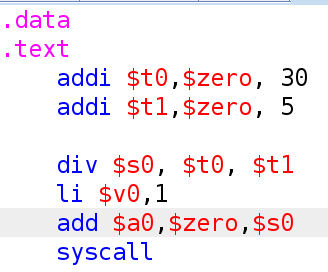 .data
.text
addi $t0,$zero, 30
addi $t1,$zero, 5
div $s0, $t0, $t1
li $v0,1
add $a0,$zero,$s0
syscall